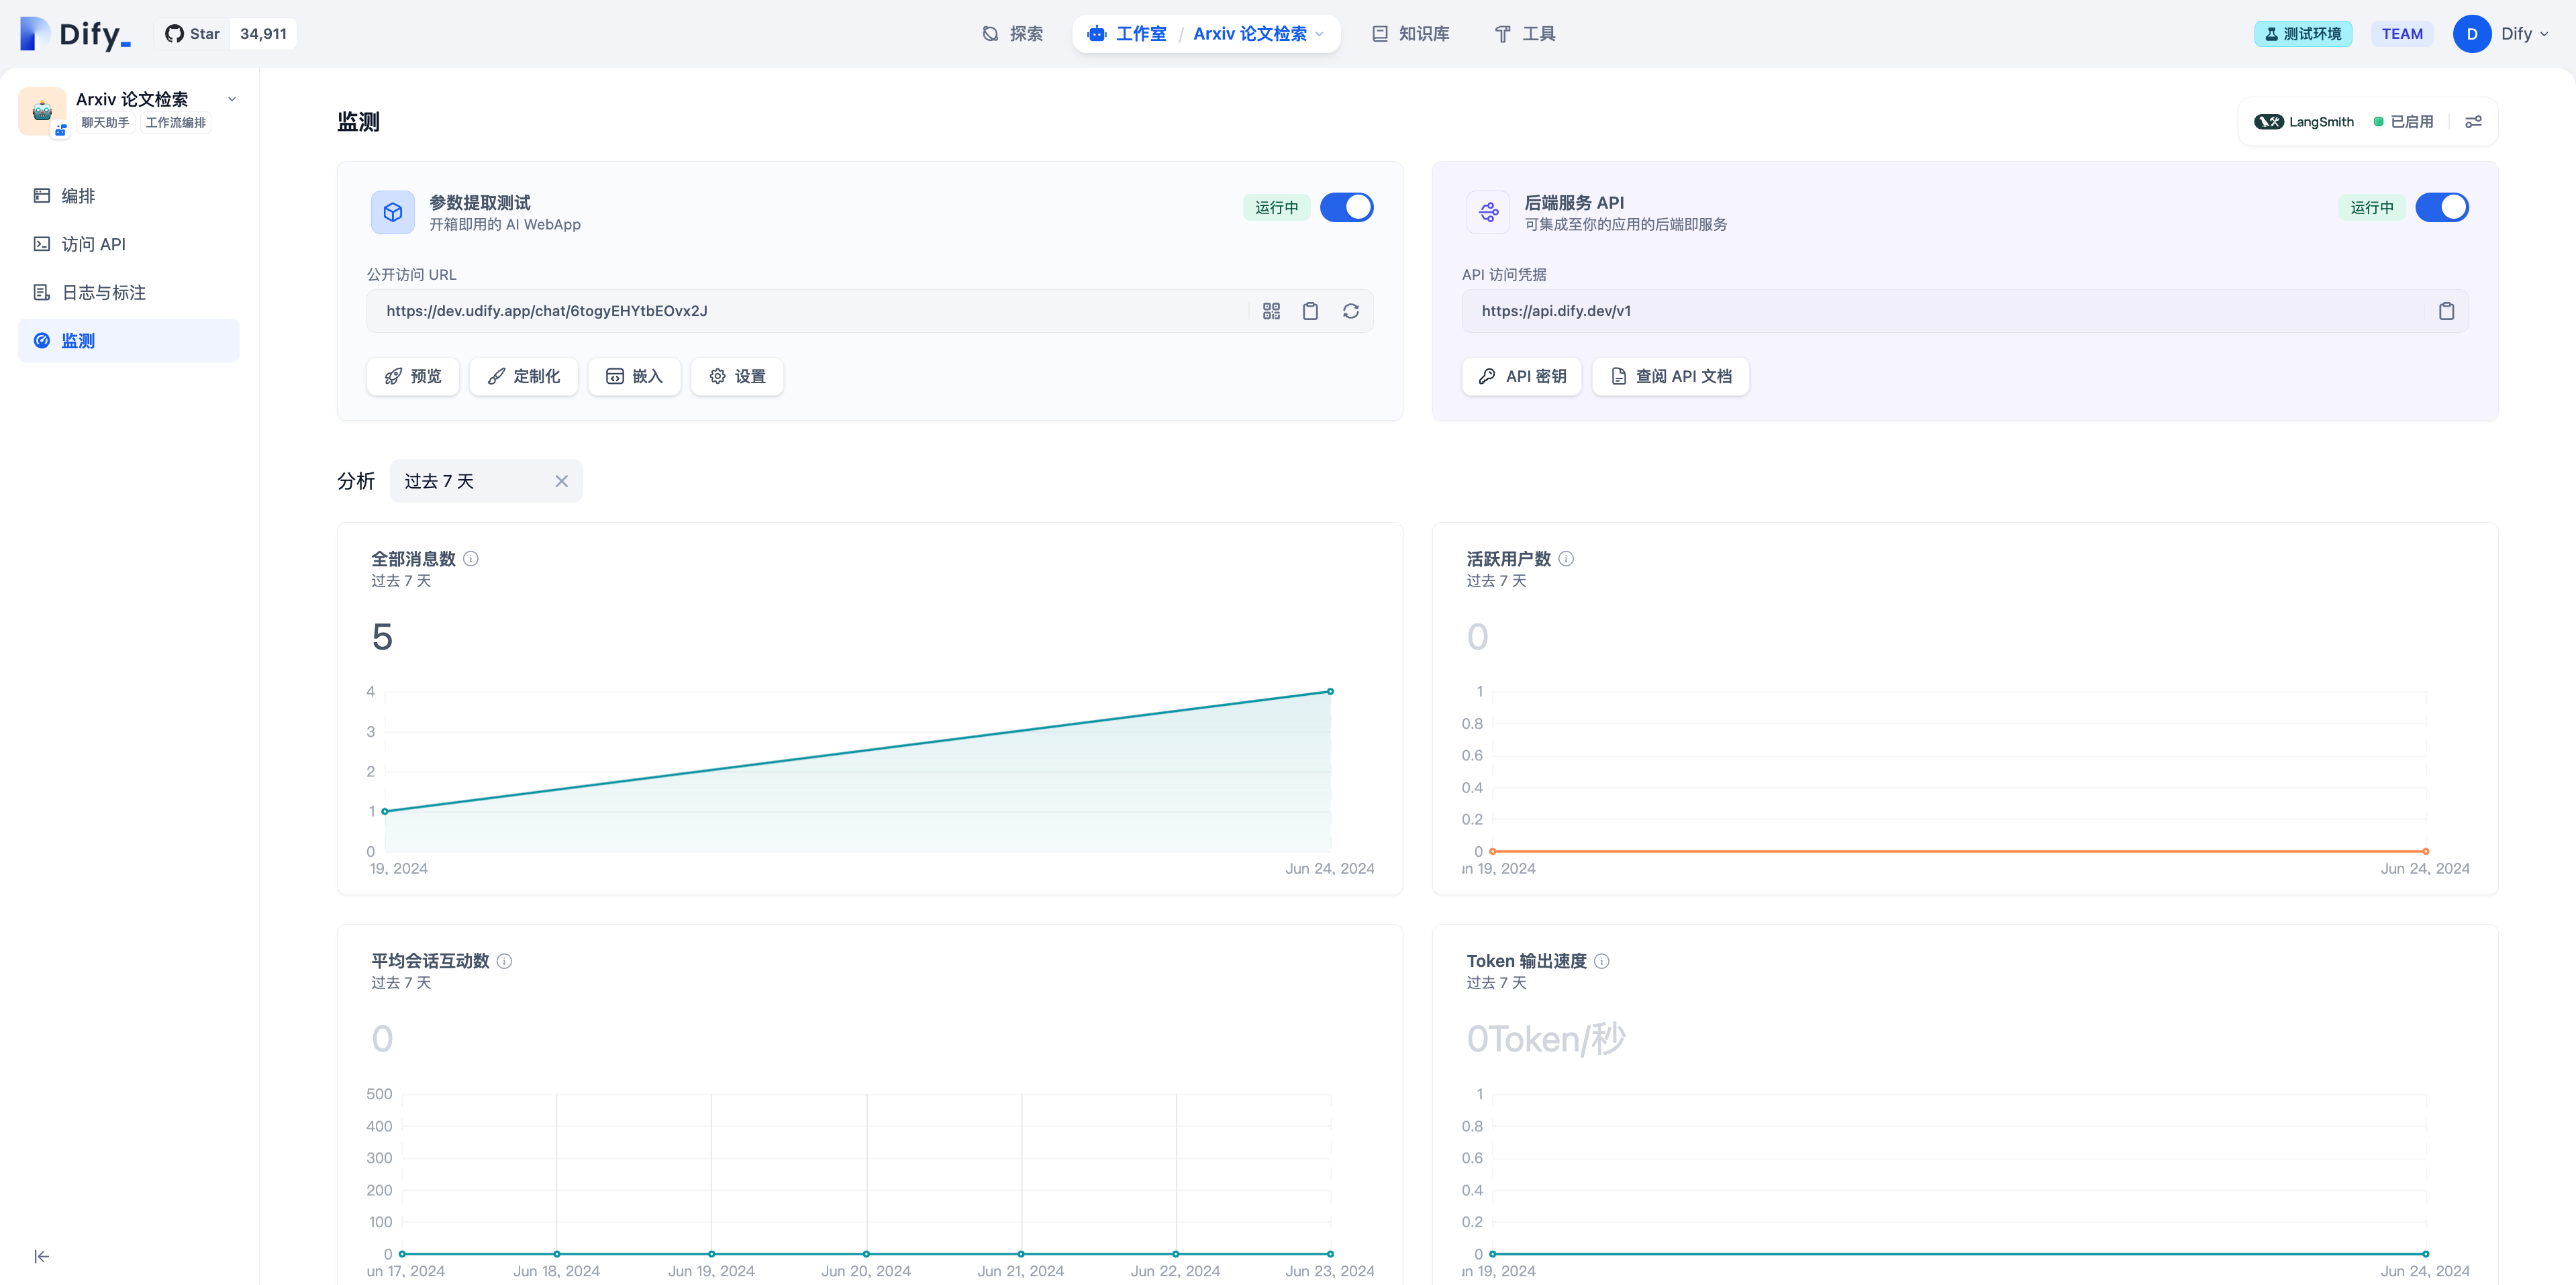 Dify_
Star 34,911
探索
工作室 / Arxiv 论文检索
知识库
工具
测试环境
TEAM
D Dify
Arxiv 论文检索
聊天助手 工作流编排
编排
访问 API
日志与标注
监测
监测
LangSmith 已启用
参数提取测试
开箱即用的 AI WebApp
运行中
公开访问 URL
https://dev.udify.app/chat/6togyEHYtbEOvx2J
预览 定制化 嵌入 设置
后端服务 API
可集成至你的应用的后端即服务
运行中
API 访问凭据
https://api.dify.dev/v1
API 密钥 查阅 API 文档
分析 过去 7 天
全部消息数
过去 7 天
5
4
3
2
1
0
19, 2024 Jun 24, 2024
活跃用户数
过去 7 天
0
1
0.8
0.6
0.4
0.2
0
un 19, 2024 Jun 24, 2024
平均会话互动数
过去 7 天
0
500
400
300
200
100
0
un 17, 2024 Jun 18, 2024 Jun 19, 2024 Jun 20, 2024 Jun 21, 2024 Jun 22, 2024 Jun 23, 2024
Token 输出速度
过去 7 天
0Token/秒
1
0.8
0.6
0.4
0.2
0
un 19, 2024 Jun 24, 2024